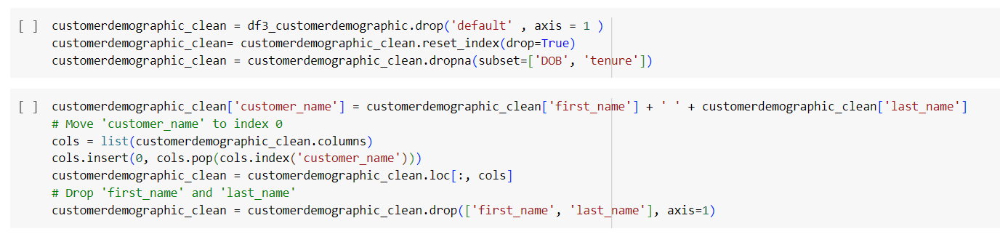 [ ] customerdemographic_clean = df3_customerdemographic.drop('default' , axis = 1 )
customerdemographic_clean= customerdemographic_clean.reset_index(drop=True)
customerdemographic_clean = customerdemographic_clean.dropna(subset=['DOB', 'tenure'])
[ ] customerdemographic_clean['customer_name'] = customerdemographic_clean['first_name'] + ' ' + customerdemographic_clean['last_name']
# Move 'customer_name' to index 0
cols = list(customerdemographic_clean.columns)
cols.insert(0, cols.pop(cols.index('customer_name')))
customerdemographic_clean = customerdemographic_clean.loc[:, cols]
# Drop 'first_name' and 'last_name'
customerdemographic_clean = customerdemographic_clean.drop(['first_name', 'last_name'], axis=1)